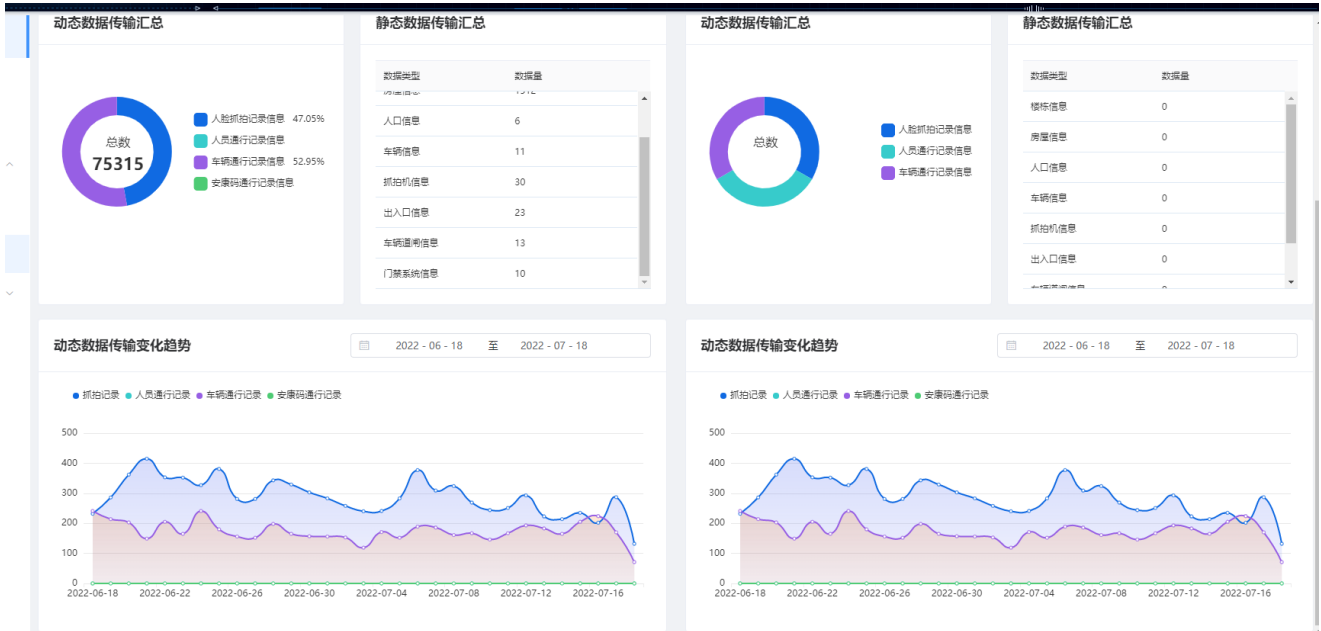 动态数据传输汇总
静态数据传输汇总
动态数据传输汇总
静态数据传输汇总
总数
75315
人脸抓拍记录信息 47.05%
人员通行记录信息
车辆通行记录信息 52.95%
安康码通行记录信息
数据类型 数据量
房屋信息 1512
人口信息 6
车辆信息 11
抓拍机信息 30
出入口信息 23
车辆道闸信息 13
门禁系统信息 10
总数
人脸抓拍记录信息
人员通行记录信息
车辆通行记录信息
数据类型 数据量
楼栋信息 0
房屋信息 0
人口信息 0
车辆信息 0
抓拍机信息 0
出入口信息 0
车辆道闸信息 0
动态数据传输变化趋势
2022 - 06 - 18 至 2022 - 07 - 18
抓拍记录 人员通行记录 车辆通行记录 安康码通行记录
500
400
300
200
100
0
2022-06-18 2022-06-22 2022-06-26 2022-06-30 2022-07-04 2022-07-08 2022-07-12 2022-07-16
动态数据传输变化趋势
2022 - 06 - 18 至 2022 - 07 - 18
抓拍记录 人员通行记录 车辆通行记录 安康码通行记录
500
400
300
200
100
0
2022-06-18 2022-06-22 2022-06-26 2022-06-30 2022-07-04 2022-07-08 2022-07-12 2022-07-16